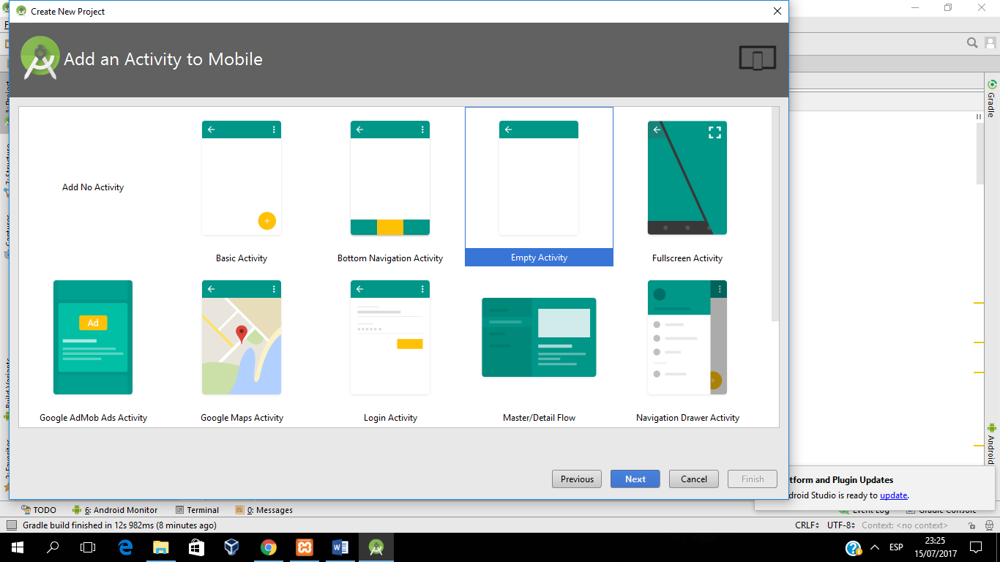 Create New Project
Add an Activity to Mobile
Add No Activity
Basic Activity
Bottom Navigation Activity
Empty Activity
Fullscreen Activity
Ad
Google AdMob Ads Activity
Google Maps Activity
Login Activity
Master/Detail Flow
Navigation Drawer Activity
Previous
Next
Cancel
Finish
Gradle
Android
tform and Plugin Updates
droid Studio is ready to update.
TODO
6: Android Monitor
Terminal
0: Messages
Event Log
Gradle Console
Gradle build finished in 12s 982ms (8 minutes ago)
CRLF
UTF-8
Context: <no context>
ESP
23:25
15/07/2017